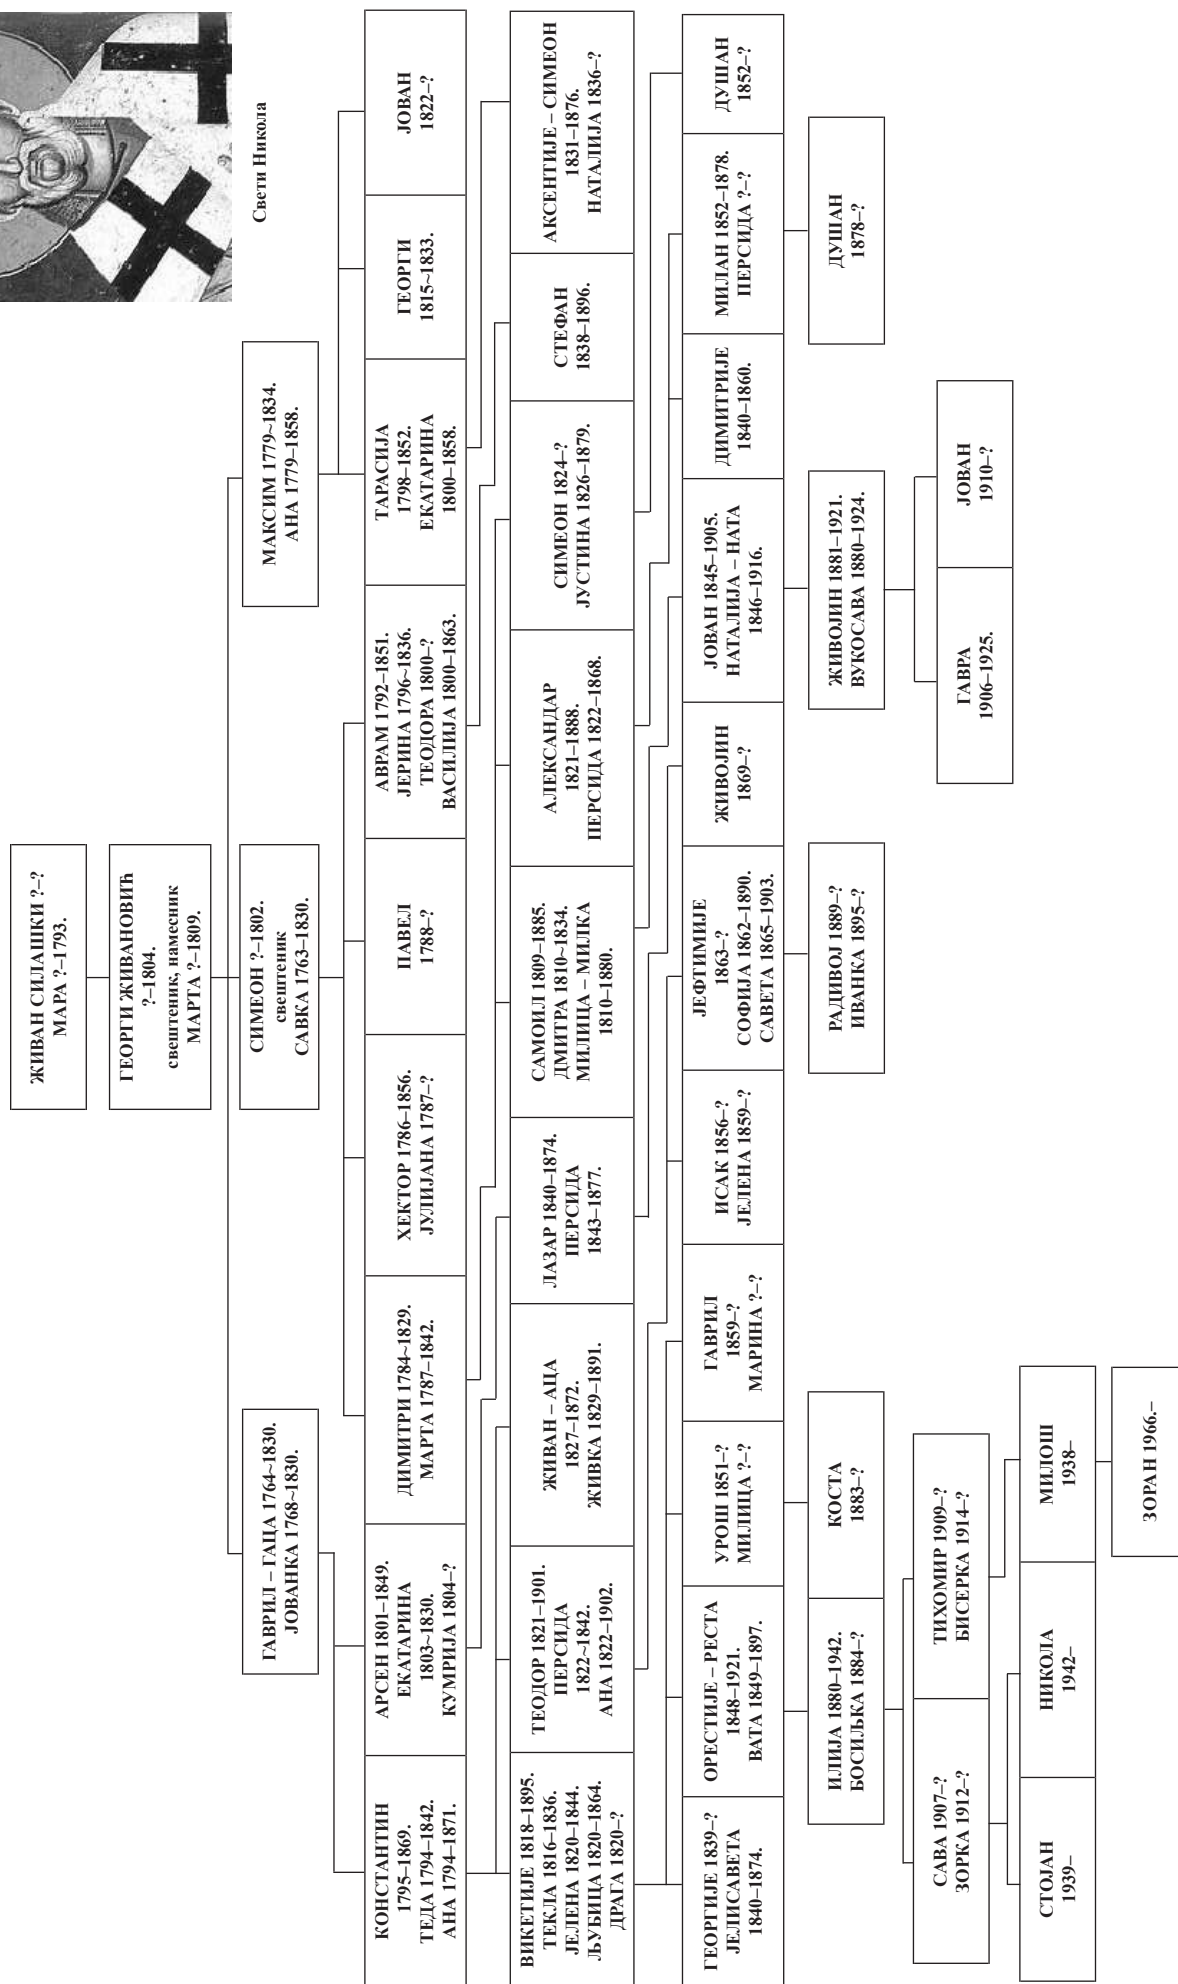 Свети Никола
ЖИВАН СИЛАШКИ ?–?
МАРА ?–1793.
ГЕОРГИ ЖИВАНОВИЋ
?–1804.
свештеник, намесник
МАРТА ?–1809.
ГАВРИЛ – ГАЦА 1764~1830.
ЈОВАНКА 1768~1830.
СИМЕОН ?–1802.
свештеник
САВКА 1763–1830.
МАКСИМ 1779~1834.
АНА 1779–1858.
КОНСТАНТИН
1795–1869.
ТЕДА 1794–1842.
АНА 1794–1871.
АРСЕН 1801–1849.
ЕКАТАРИНА
1803~1830.
КУМРИЈА 1804–?
ДИМИТРИ 1784~1829.
МАРТА 1787–1842.
ХЕКТОР 1786–1856.
ЈУЛИЈАНА 1787–?
ПАВЕЛ
1788–?
АВРАМ 1792–1851.
ЈЕРИНА 1796~1836.
ТЕОДОРА 1800–?
ВАСИЛИЈА 1800–1863.
ТАРАСИЈА
1798–1852.
ЕКАТАРИНА
1800–1858.
ГЕОРГИ
1815~1833.
ЈОВАН
1822–?
ВИКЕТИЈЕ 1818–1895.
ТЕКЛА 1816–1836.
ЈЕЛЕНА 1820–1844.
ЉУБИЦА 1820–1864.
ДРАГА 1820–?
ТЕОДОР 1821–1901.
ПЕРСИДА
1822~1842.
АНА 1822–1902.
ЖИВАН – АЦА
1827–1872.
ЖИВКА 1829–1891.
ЛАЗАР 1840–1874.
ПЕРСИДА
1843–1877.
САМОИЛ 1809–1885.
ДМИТРА 1810~1834.
МИЛИЦА – МИЛКА
1810–1880.
АЛЕКСАНДАР
1821–1888.
ПЕРСИДА 1822–1868.
СИМЕОН 1824–?
ЈУСТИНА 1826–1879.
СТЕФАН
1838–1896.
АКСЕНТИЈЕ – СИМЕОН
1831–1876.
НАТАЛИЈА 1836–?
ГЕОРГИЈЕ 1839–?
ЈЕЛИСАВЕТА
1840–1874.
ОРЕСТИЈЕ – РЕСТА
1848–1921.
ВАТА 1849–1897.
УРОШ 1851–?
МИЛИЦА ?–?
ГАВРИЛ
1859–?
МАРИНА ?–?
ИСАК 1856–?
ЈЕЛЕНА 1859–?
ЈЕФТИМИЈЕ
1863–?
СОФИЈА 1862–1890.
САВЕТА 1865–1903.
ЖИВОЈИН
1869–?
ЈОВАН 1845–1905.
НАТАЛИЈА – НАТА
1846–1916.
ДИМИТРИЈЕ
1840–1860.
МИЛАН 1852–1878.
ПЕРСИДА ?–?
ДУШАН
1852–?
ИЛИЈА 1880–1942.
БОСИЉКА 1884–?
КОСТА
1883–?
РАДИВОЈ 1889–?
ИВАНКА 1895–?
ЖИВОЈИН 1881–1921.
ВУКОСАВА 1880–1924.
ДУШАН
1878–?
САВА 1907–?
ЗОРКА 1912–?
ТИХОМИР 1909–?
БИСЕРКА 1914–?
ГАВРА
1906–1925.
ЈОВАН
1910–?
СТОЈАН
1939–
НИКОЛА
1942–
МИЛОШ
1938–
ЗОРАН 1966.–